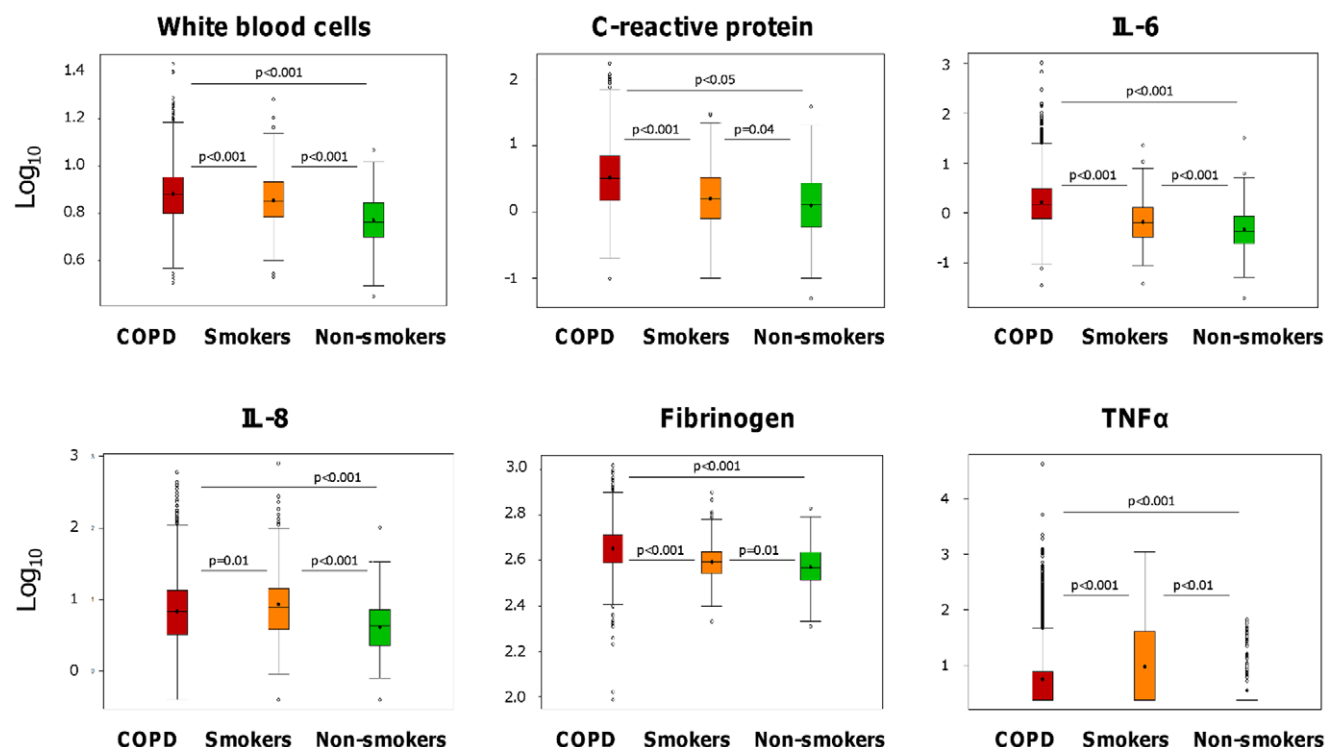 White blood cells
C-reactive protein
IL-6
Log10
1.4
1.2
1.0
0.8
0.6
p<0.001
p<0.001
p<0.001
2
1
0
-1
p<0.05
p<0.001
p=0.04
3
2
1
0
-1
p<0.001
p<0.001
p<0.001
COPD Smokers Non-smokers
COPD Smokers Non-smokers
COPD Smokers Non-smokers
IL-8
Fibrinogen
TNFα
Log10
3
2
1
0
2
1
0
p<0.001
p=0.01
p<0.001
3.0
2.8
2.6
2.4
2.2
2.0
p<0.001
p<0.001
p=0.01
4
3
2
1
p<0.001
p<0.001
p<0.01
COPD Smokers Non-smokers
COPD Smokers Non-smokers
COPD Smokers Non-smokers